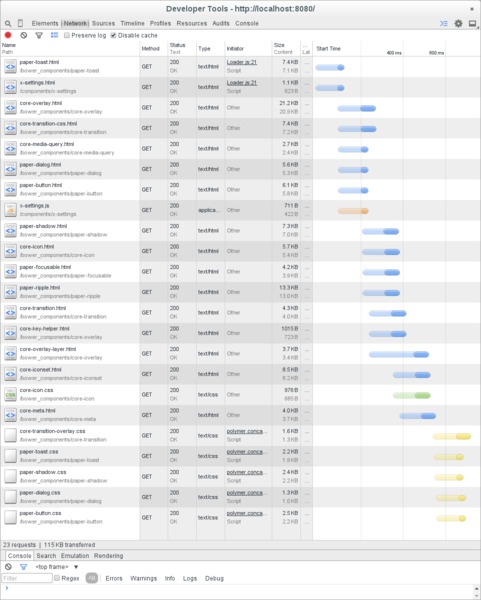 Developer Tools - http://localhost:8080/
Elements Network Sources Timeline Profiles Resources Audits Console
Preserve log Disable cache
Name Method Status Type Initiator Size ... Start Time
Path Text Content Lat 400 ms 600 ms
paper-toast.html GET 200 text/html Loader.js:21 7.4 KB ...
/bower_components/paper-toast OK Script 7.1 KB ...
x-settings.html GET 200 text/html Loader.js:21 1.1 KB ...
/components/x-settings OK Script 823 B ...
core-overlay.html GET 200 text/html Other 21.2 KB ...
/bower_components/core-overlay OK 20.8 KB ...
core-transition-css.html GET 200 text/html Other 7.4 KB ...
/bower_components/core-transition OK 7.2 KB ...
core-media-query.html GET 200 text/html Other 2.7 KB ...
/bower_components/core-media-query OK 2.4 KB ...
paper-dialog.html GET 200 text/html Other 5.6 KB ...
/bower_components/paper-dialog OK 5.3 KB ...
paper-button.html GET 200 text/html Other 6.1 KB ...
/bower_components/paper-button OK 5.8 KB ...
x-settings.js GET 200 applica... Other 711 B ...
/components/x-settings OK 422 B ...
paper-shadow.html GET 200 text/html Other 7.3 KB ...
/bower_components/paper-shadow OK 7.0 KB ...
core-icon.html GET 200 text/html Other 5.7 KB ...
/bower_components/core-icon OK 5.4 KB ...
paper-focusable.html GET 200 text/html Other 4.2 KB ...
/bower_components/paper-focusable OK 3.9 KB ...
paper-ripple.html GET 200 text/html Other 13.3 KB ...
/bower_components/paper-ripple OK 13.0 KB ...
core-transition.html GET 200 text/html Other 4.3 KB ...
/bower_components/core-transition OK 4.0 KB ...
core-key-helper.html GET 200 text/html Other 1015 B ...
/bower_components/core-overlay OK 723 B ...
core-overlay-layer.html GET 200 text/html Other 3.7 KB ...
/bower_components/core-overlay OK 3.4 KB ...
core-iconset.html GET 200 text/html Other 8.5 KB ...
/bower_components/core-iconset OK 8.2 KB ...
core-icon.css GET 200 text/css Other 976 B ...
/bower_components/core-icon OK 685 B ...
core-meta.html GET 200 text/html Other 4.0 KB ...
/bower_components/core-meta OK 3.7 KB ...
core-transition-overlay.css GET 200 text/css polymer.conca... 1.6 KB ...
/bower_components/core-transition OK Script 1.3 KB ...
paper-toast.css GET 200 text/css polymer.conca... 2.2 KB ...
/bower_components/paper-toast OK Script 1.9 KB ...
paper-shadow.css GET 200 text/css polymer.conca... 2.4 KB ...
/bower_components/paper-shadow OK Script 2.2 KB ...
paper-dialog.css GET 200 text/css polymer.conca... 1.3 KB ...
/bower_components/paper-dialog OK Script 1.0 KB ...
paper-button.css GET 200 text/css polymer.conca... 2.5 KB ...
/bower_components/paper-button OK Script 2.2 KB ...
23 requests | 115 KB transferred
Console Search Emulation Rendering
<top frame> ▼
Filter Regex All Errors Warnings Info Logs Debug